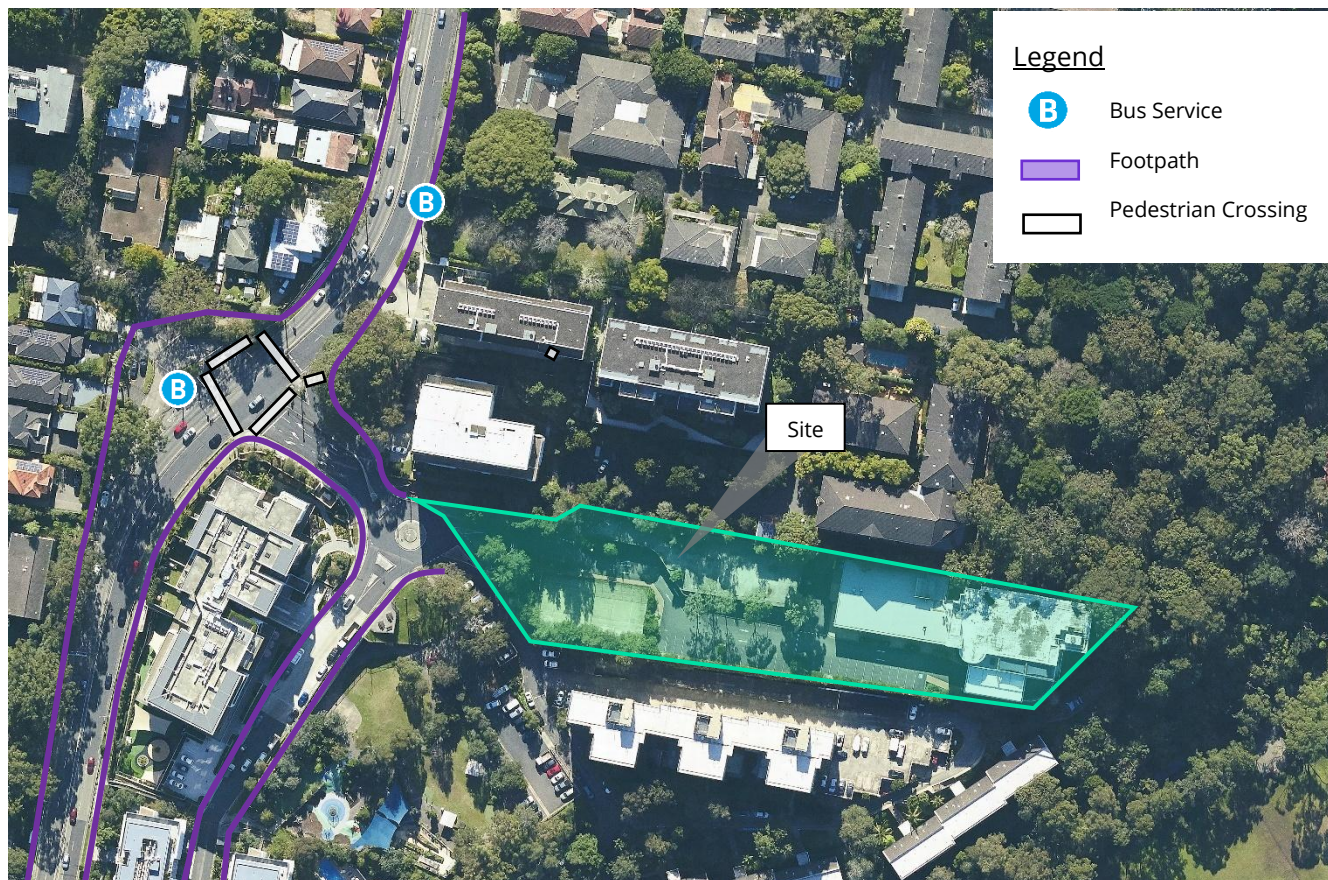 Legend
B Bus Service
Footpath
Pedestrian Crossing
B
B
Site